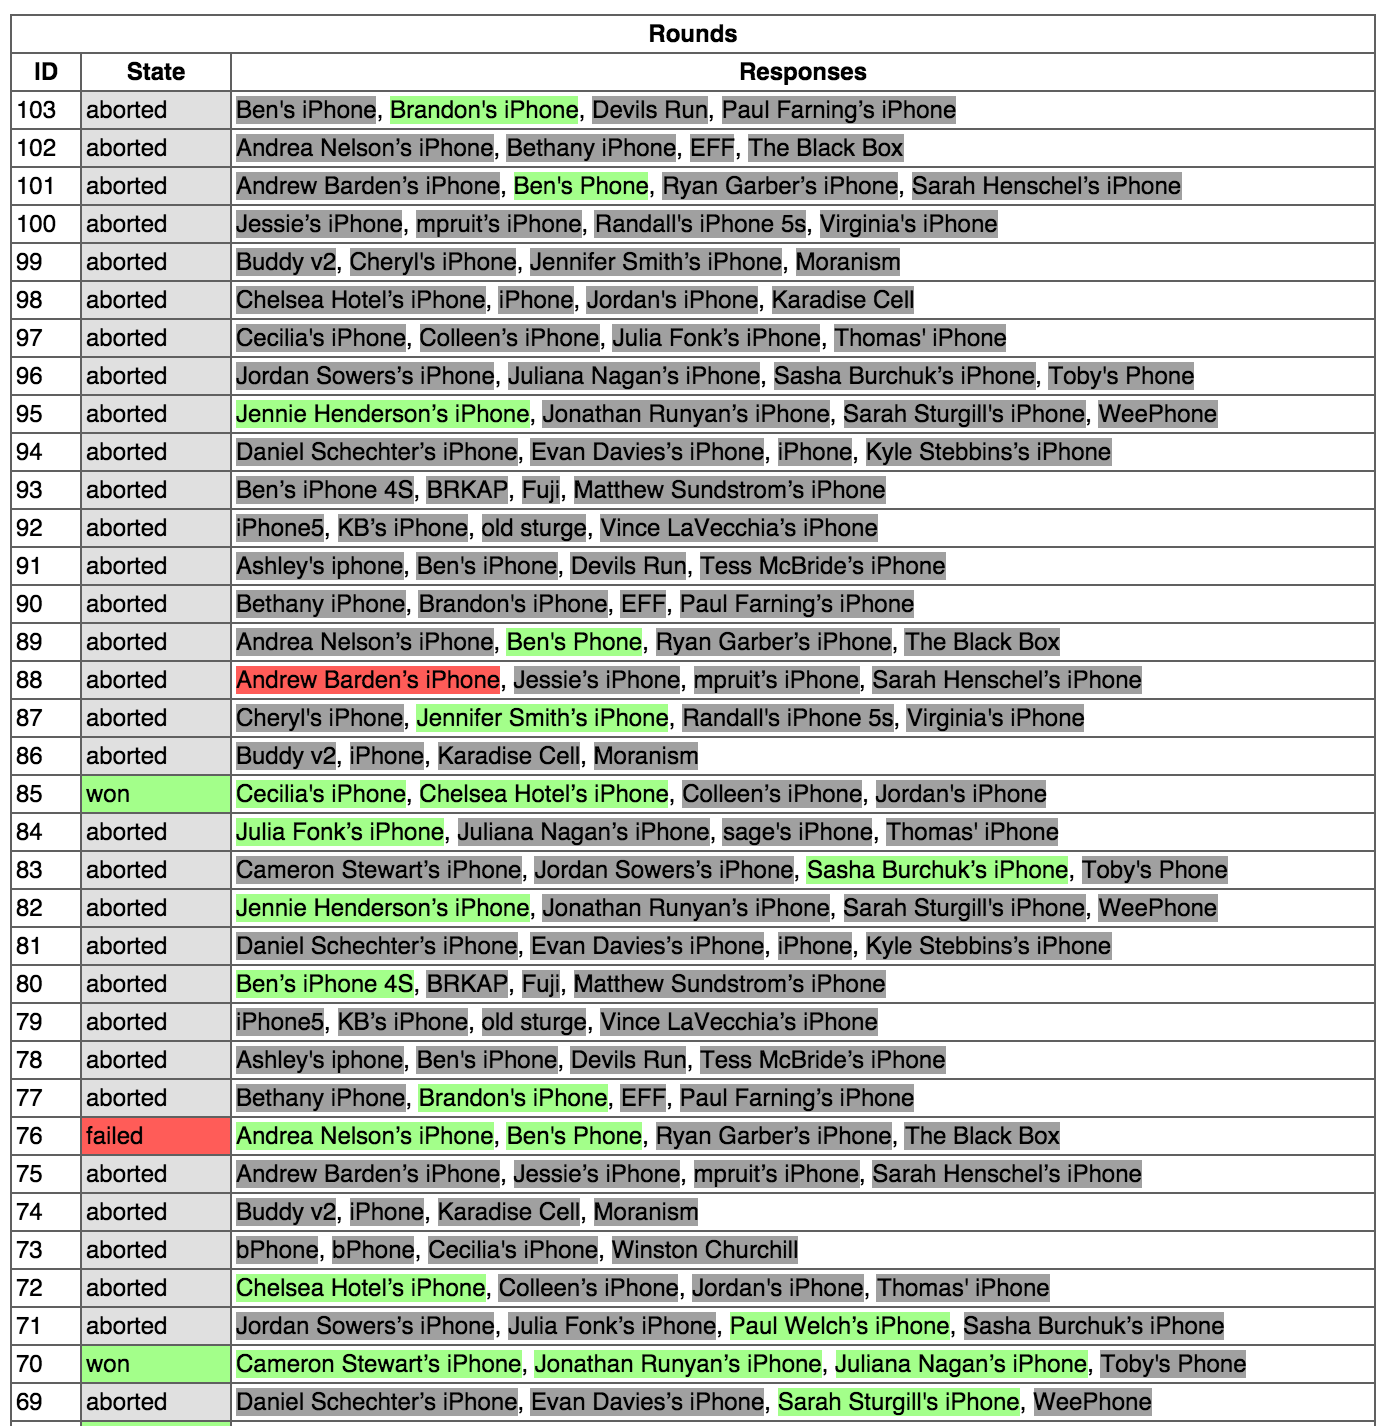 Rounds
ID State Responses
103 aborted Ben's iPhone, Brandon's iPhone, Devils Run, Paul Farning’s iPhone
102 aborted Andrea Nelson’s iPhone, Bethany iPhone, EFF, The Black Box
101 aborted Andrew Barden’s iPhone, Ben's Phone, Ryan Garber’s iPhone, Sarah Henschel’s iPhone
100 aborted Jessie’s iPhone, mpruit’s iPhone, Randall's iPhone 5s, Virginia's iPhone
99 aborted Buddy v2, Cheryl's iPhone, Jennifer Smith’s iPhone, Moranism
98 aborted Chelsea Hotel’s iPhone, iPhone, Jordan's iPhone, Karadise Cell
97 aborted Cecilia's iPhone, Colleen’s iPhone, Julia Fonk’s iPhone, Thomas' iPhone
96 aborted Jordan Sowers’s iPhone, Juliana Nagan’s iPhone, Sasha Burchuk’s iPhone, Toby's Phone
95 aborted Jennie Henderson’s iPhone, Jonathan Runyan’s iPhone, Sarah Sturgill's iPhone, WeePhone
94 aborted Daniel Schechter’s iPhone, Evan Davies’s iPhone, iPhone, Kyle Stebbins’s iPhone
93 aborted Ben’s iPhone 4S, BRKAP, Fuji, Matthew Sundstrom’s iPhone
92 aborted iPhone5, KB’s iPhone, old sturge, Vince LaVecchia’s iPhone
91 aborted Ashley's iphone, Ben's iPhone, Devils Run, Tess McBride’s iPhone
90 aborted Bethany iPhone, Brandon's iPhone, EFF, Paul Farning’s iPhone
89 aborted Andrea Nelson’s iPhone, Ben's Phone, Ryan Garber’s iPhone, The Black Box
88 aborted Andrew Barden’s iPhone, Jessie’s iPhone, mpruit’s iPhone, Sarah Henschel’s iPhone
87 aborted Cheryl's iPhone, Jennifer Smith’s iPhone, Randall's iPhone 5s, Virginia's iPhone
86 aborted Buddy v2, iPhone, Karadise Cell, Moranism
85 won Cecilia's iPhone, Chelsea Hotel’s iPhone, Colleen’s iPhone, Jordan's iPhone
84 aborted Julia Fonk’s iPhone, Juliana Nagan’s iPhone, sage's iPhone, Thomas' iPhone
83 aborted Cameron Stewart’s iPhone, Jordan Sowers’s iPhone, Sasha Burchuk’s iPhone, Toby's Phone
82 aborted Jennie Henderson’s iPhone, Jonathan Runyan’s iPhone, Sarah Sturgill's iPhone, WeePhone
81 aborted Daniel Schechter’s iPhone, Evan Davies’s iPhone, iPhone, Kyle Stebbins’s iPhone
80 aborted Ben’s iPhone 4S, BRKAP, Fuji, Matthew Sundstrom’s iPhone
79 aborted iPhone5, KB’s iPhone, old sturge, Vince LaVecchia’s iPhone
78 aborted Ashley's iphone, Ben's iPhone, Devils Run, Tess McBride’s iPhone
77 aborted Bethany iPhone, Brandon's iPhone, EFF, Paul Farning’s iPhone
76 failed Andrea Nelson’s iPhone, Ben's Phone, Ryan Garber’s iPhone, The Black Box
75 aborted Andrew Barden’s iPhone, Jessie’s iPhone, mpruit’s iPhone, Sarah Henschel’s iPhone
74 aborted Buddy v2, iPhone, Karadise Cell, Moranism
73 aborted bPhone, bPhone, Cecilia's iPhone, Winston Churchill
72 aborted Chelsea Hotel’s iPhone, Colleen’s iPhone, Jordan's iPhone, Thomas' iPhone
71 aborted Jordan Sowers’s iPhone, Julia Fonk’s iPhone, Paul Welch’s iPhone, Sasha Burchuk’s iPhone
70 won Cameron Stewart’s iPhone, Jonathan Runyan’s iPhone, Juliana Nagan’s iPhone, Toby's Phone
69 aborted Daniel Schechter’s iPhone, Evan Davies’s iPhone, Sarah Sturgill's iPhone, WeePhone